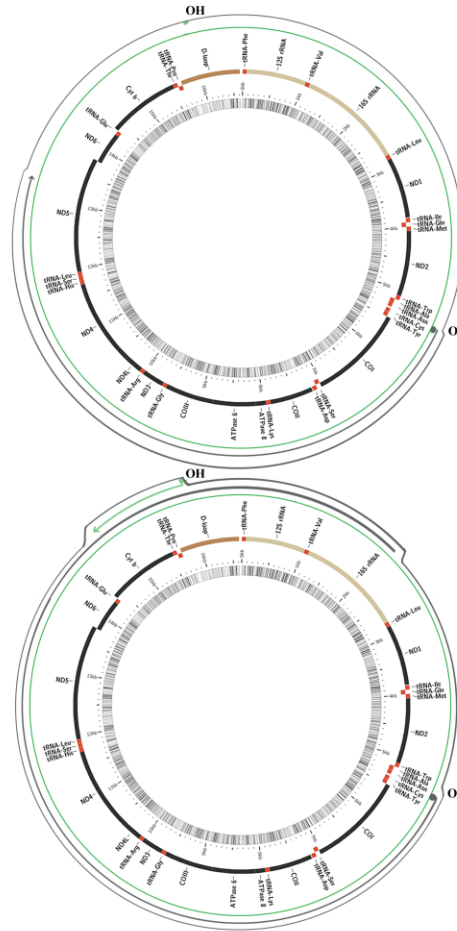 OH
tRNA-Phe
12S rRNA
tRNA-Val
16S rRNA
tRNA-Leu
ND1
tRNA-Ile
tRNA-Gln
tRNA-Met
ND2
tRNA-Trp
tRNA-Ala
tRNA-Asn
tRNA-Cys
tRNA-Tyr
O
COI
tRNA-Ser
tRNA-Asp
COII
tRNA-Lys
ATPase 8
ATPase 6
COIII
tRNA-Gly
ND3
tRNA-Arg
ND4L
ND4
tRNA-His
tRNA-Ser
tRNA-Leu
ND5
ND6
tRNA-Glu
Cyt b
tRNA-Thr
tRNA-Pro
D-loop
OH
tRNA-Phe
12S rRNA
tRNA-Val
16S rRNA
tRNA-Leu
ND1
tRNA-Ile
tRNA-Gln
tRNA-Met
ND2
tRNA-Trp
tRNA-Ala
tRNA-Asn
tRNA-Cys
tRNA-Tyr
O
COI
tRNA-Ser
tRNA-Asp
COII
tRNA-Lys
ATPase 8
ATPase 6
COIII
tRNA-Gly
ND3
tRNA-Arg
ND4L
ND4
tRNA-His
tRNA-Ser
tRNA-Leu
ND5
ND6
tRNA-Glu
Cyt b
tRNA-Thr
tRNA-Pro
D-loop